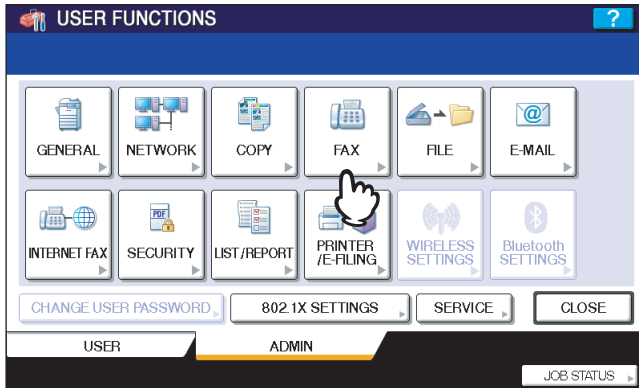 USER FUNCTIONS
?
GENERAL
NETWORK
COPY
FAX
FILE
@
E-MAIL
PDF
INTERNET FAX
SECURITY
LIST/REPORT
PRINTER
/E-FILING
WIRELESS
SETTINGS
Bluetooth
SETTINGS
CHANGE USER PASSWORD
802.1X SETTINGS
SERVICE
CLOSE
USER
ADMIN
JOB STATUS